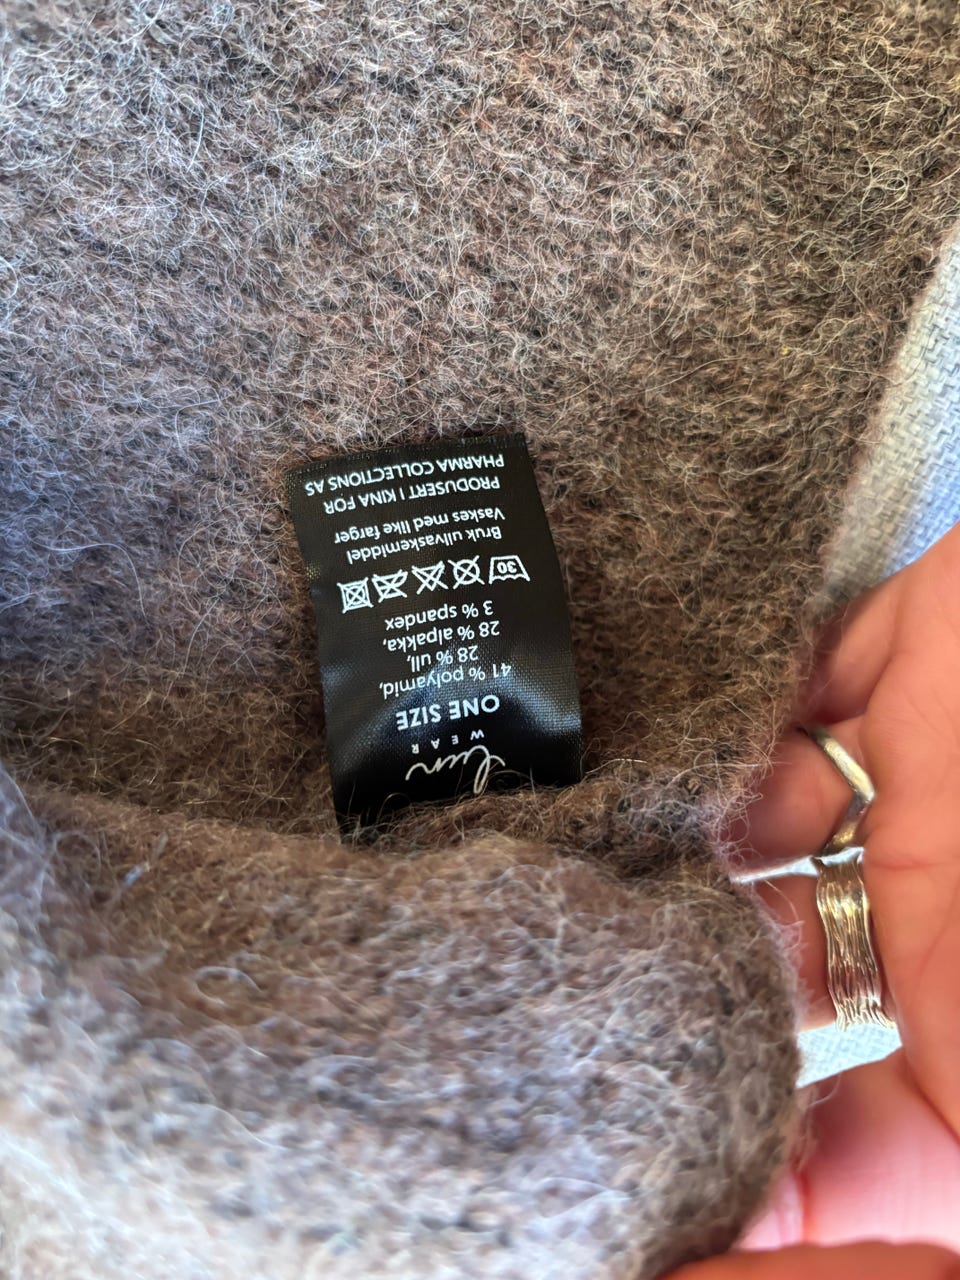 lun
WEAR
ONE SIZE
41 % polyamid,
28 % ull,
28 % alpakka,
3 % spandex
30
Bruk ullvaskemiddel
Vaskes med like farger
PRODUSERT I KINA FOR
PHARMA COLLECTIONS AS